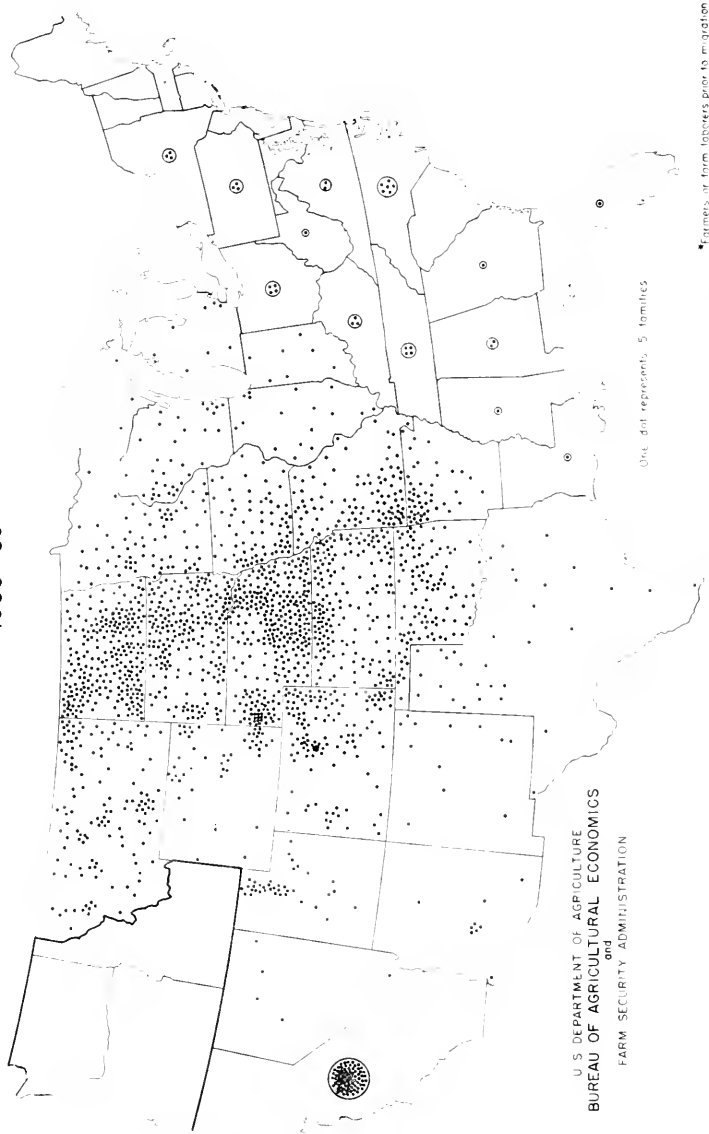 U S DEPARTMENT OF AGRICULTURE
BUREAU OF AGRICULTURAL ECONOMICS
and
FARM SECURITY ADMINISTRATION
One dot represents 5 families
*Farmers or farm laborers prior to migration